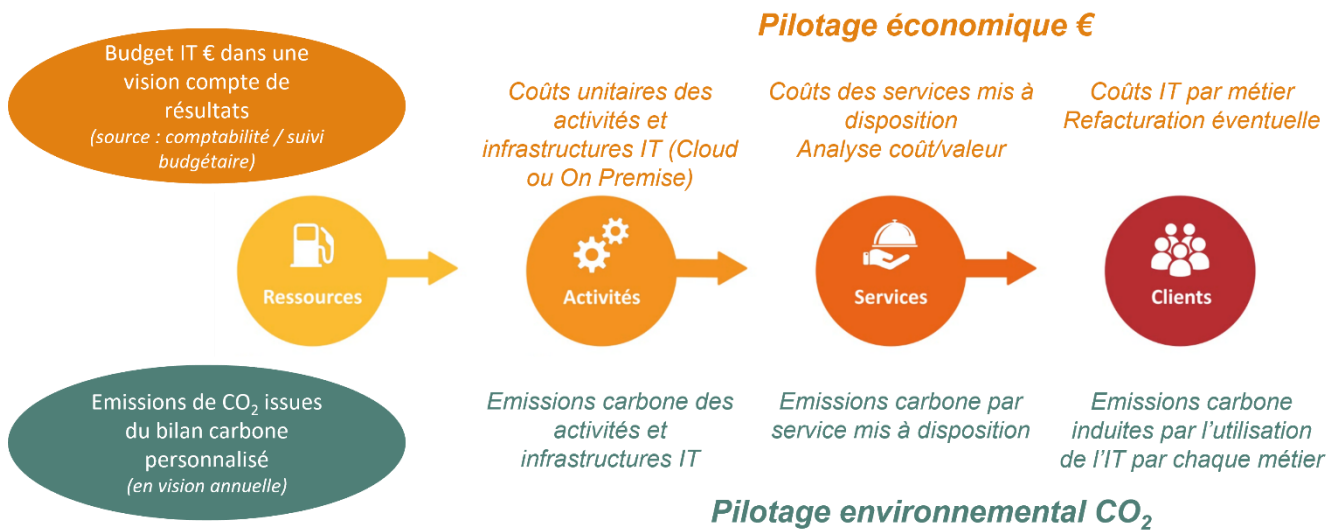 Pilotage économique €
Budget IT € dans une
vision compte de
résultats
(source : comptabilité / suivi
budgétaire)
Coûts unitaires des
activités et
infrastructures IT (Cloud
ou On Premise)
Coûts des services mis à
disposition
Analyse coût/valeur
Coûts IT par métier
Refacturation éventuelle
Ressources
Activités
Services
Clients
Emissions de CO₂ issues
du bilan carbone
personnalisé
(en vision annuelle)
Emissions carbone des
activités et
infrastructures IT
Emissions carbone par
service mis à disposition
Emissions carbone
induites par l’utilisation
de l’IT par chaque métier
Pilotage environnemental CO₂